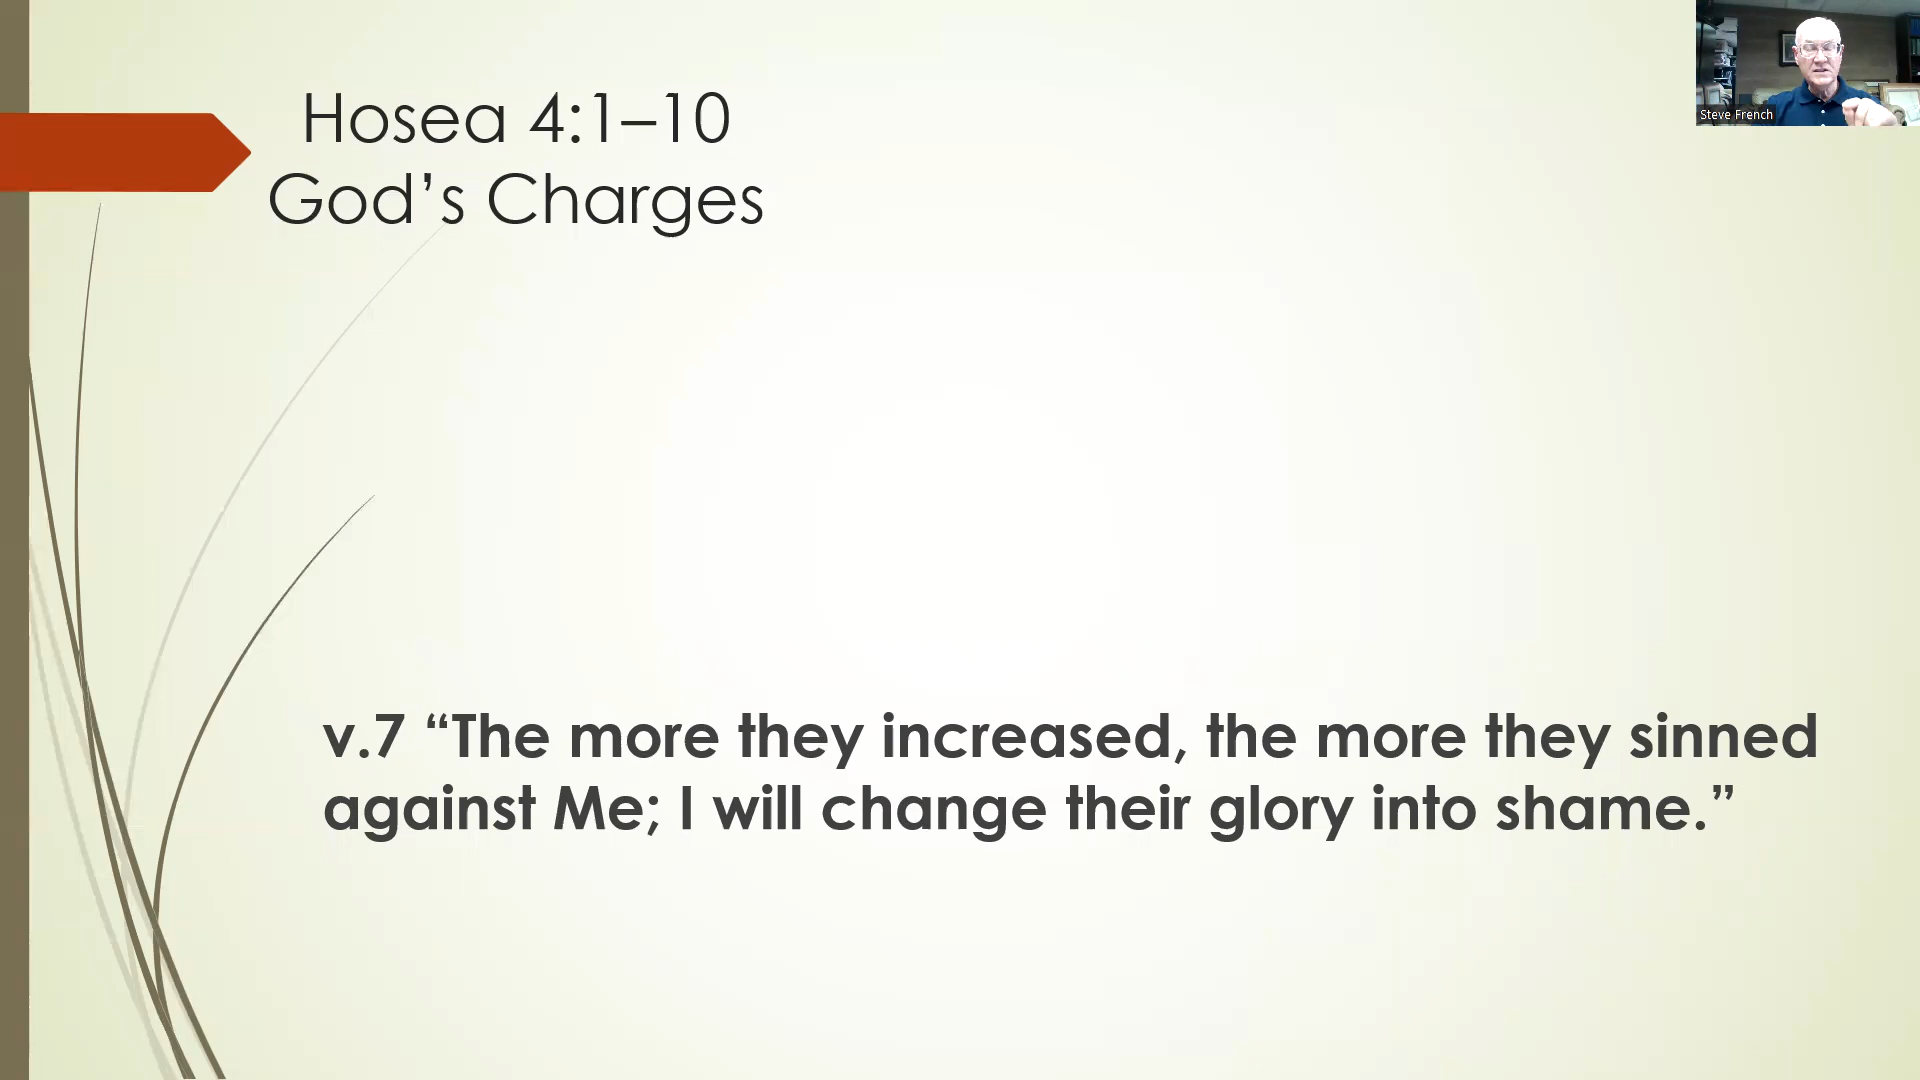 Hosea 4:1–10
God’s Charges
Steve French
v.7 “The more they increased, the more they sinned
against Me; I will change their glory into shame.”